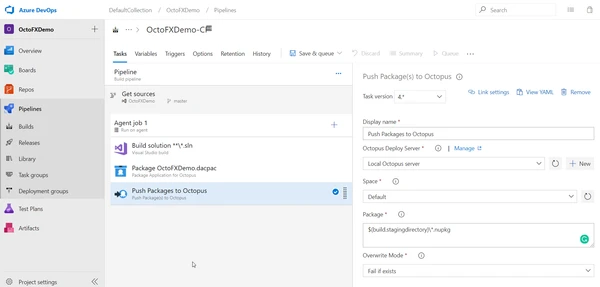 Azure DevOps
DefaultCollection / OctoFXDemo / Pipelines
Search
OctoFXDemo
Overview
Boards
Repos
Pipelines
Builds
Releases
Library
Task groups
Deployment groups
Test Plans
Artifacts
Project settings
OctoFXDemo-CI
Tasks Variables Triggers Options Retention History Save & queue Discard Summary Queue
Pipeline
Build pipeline
Get sources
OctoFXDemo master
Agent job 1
Run on agent
Build solution **\*.sln
Visual Studio build
Package OctoFXDemo.dacpac
Package Application for Octopus
Push Packages to Octopus
Push Package(s) to Octopus
Push Package(s) to Octopus
Task version 4.*
Link settings View YAML Remove
Display name *
Push Packages to Octopus
Octopus Deploy Server * | Manage
Local Octopus server
New
Space *
Default
Package *
$(build.stagingdirectory)\*.nupkg
Overwrite Mode *
Fail if exists